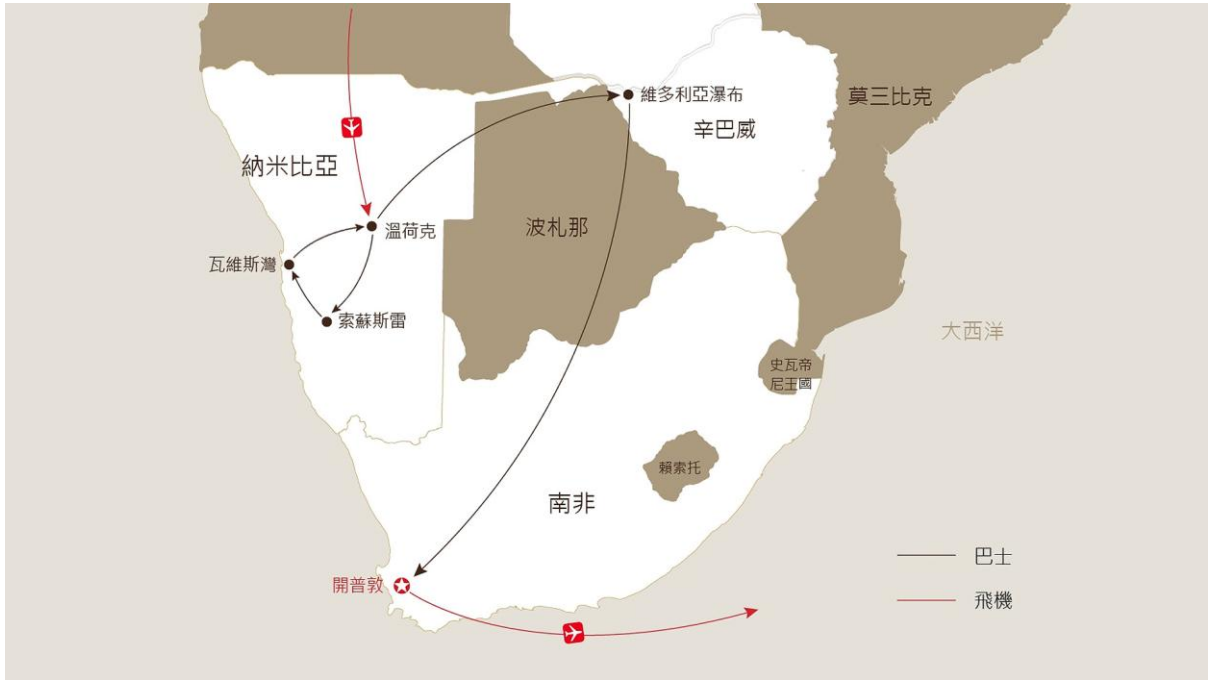 維多利亞瀑布
莫三比克
辛巴威
納米比亞
溫荷克
波札那
瓦維斯灣
索蘇斯雷
大西洋
史瓦帝
尼王國
賴索托
南非
巴士
開普敦
飛機